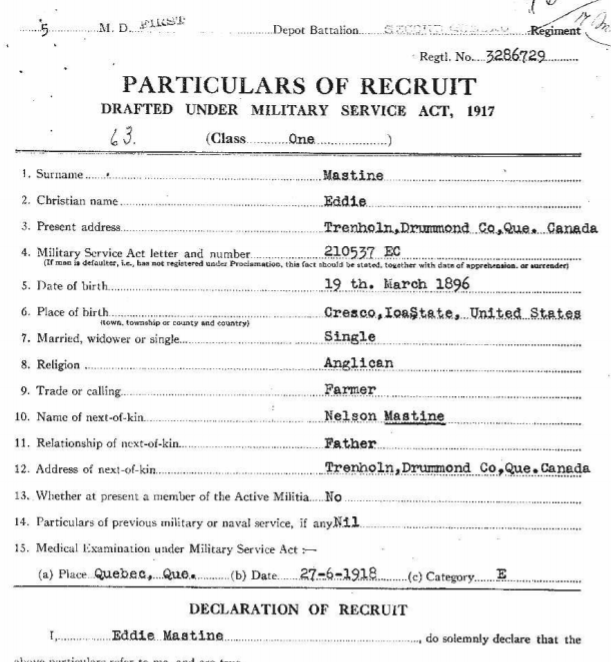 5 M. D. FIRST Depot Battalion SECOND QUEBEC Regiment
Regtl. No. 3286729
PARTICULARS OF RECRUIT
DRAFTED UNDER MILITARY SERVICE ACT, 1917
63. (Class One )
1. Surname Mastine
2. Christian name Eddie
3. Present address Trenholn,Drummond Co,Que. Canada
4. Military Service Act letter and number 210537 EC
(If man is defaulter, i.e., has not registered under Proclamation, this fact should be stated, together with date of apprehension, or surrender)
5. Date of birth 19 th. March 1896
6. Place of birth Cresco,IoaState, United States
(town, township or county and country)
7. Married, widower or single Single
8. Religion Anglican
9. Trade or calling Farmer
10. Name of next-of-kin Nelson Mastine
11. Relationship of next-of-kin Father
12. Address of next-of-kin Trenholn,Drummond Co,Que.Canada
13. Whether at present a member of the Active Militia No
14. Particulars of previous military or naval service, if any Nil
15. Medical Examination under Military Service Act :—
(a) Place Quebec, Que. (b) Date 27-6-1918 (c) Category E
DECLARATION OF RECRUIT
I, Eddie Mastine, do solemnly declare that the
above particulars refer to me, and are true.